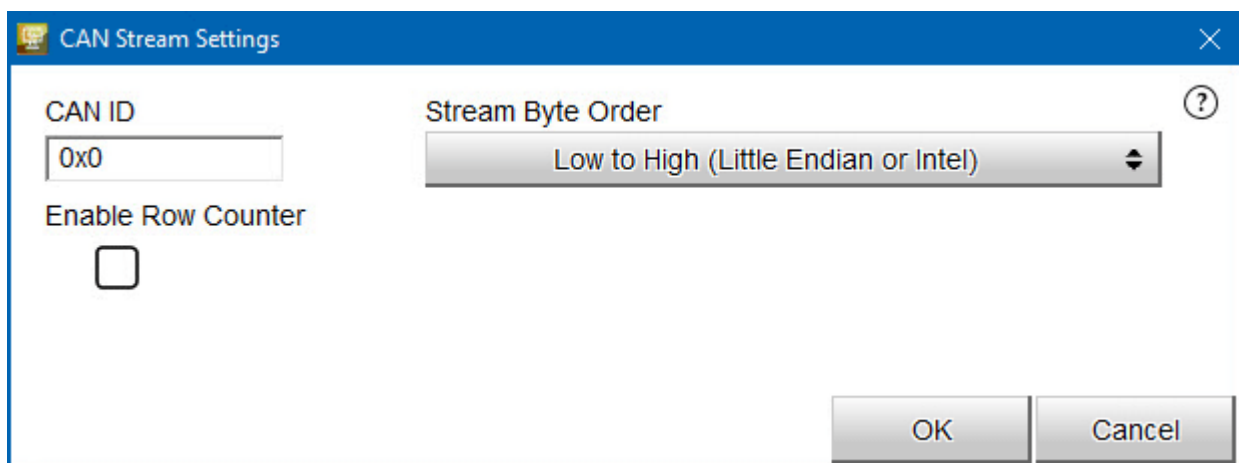 CAN Stream Settings
CAN ID
Stream Byte Order
?
0x0
Low to High (Little Endian or Intel)
Enable Row Counter
OK
Cancel